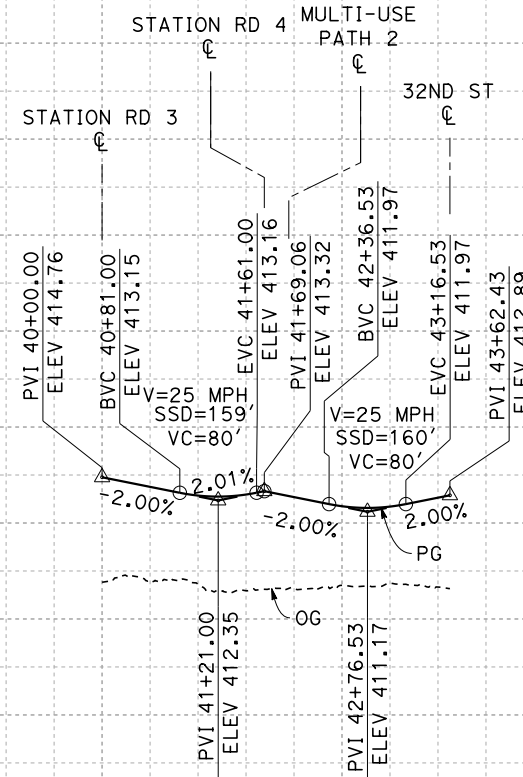 STATION RD 4
MULTI-USE
PATH 2
℄
℄
32ND ST
℄
STATION RD 3
℄
PVI 40+00.00
ELEV 414.76
BVC 40+81.00
ELEV 413.15
EVC 41+61.00
ELEV 413.16
PVI 41+69.06
ELEV 413.32
BVC 42+36.53
ELEV 411.97
EVC 43+16.53
ELEV 411.97
PVI 43+62.43
ELEV 412.89
V=25 MPH
SSD=159'
VC=80'
V=25 MPH
SSD=160'
VC=80'
-2.00%
2.01%
-2.00%
2.00%
PG
OG
PVI 41+21.00
ELEV 412.35
PVI 42+76.53
ELEV 411.17